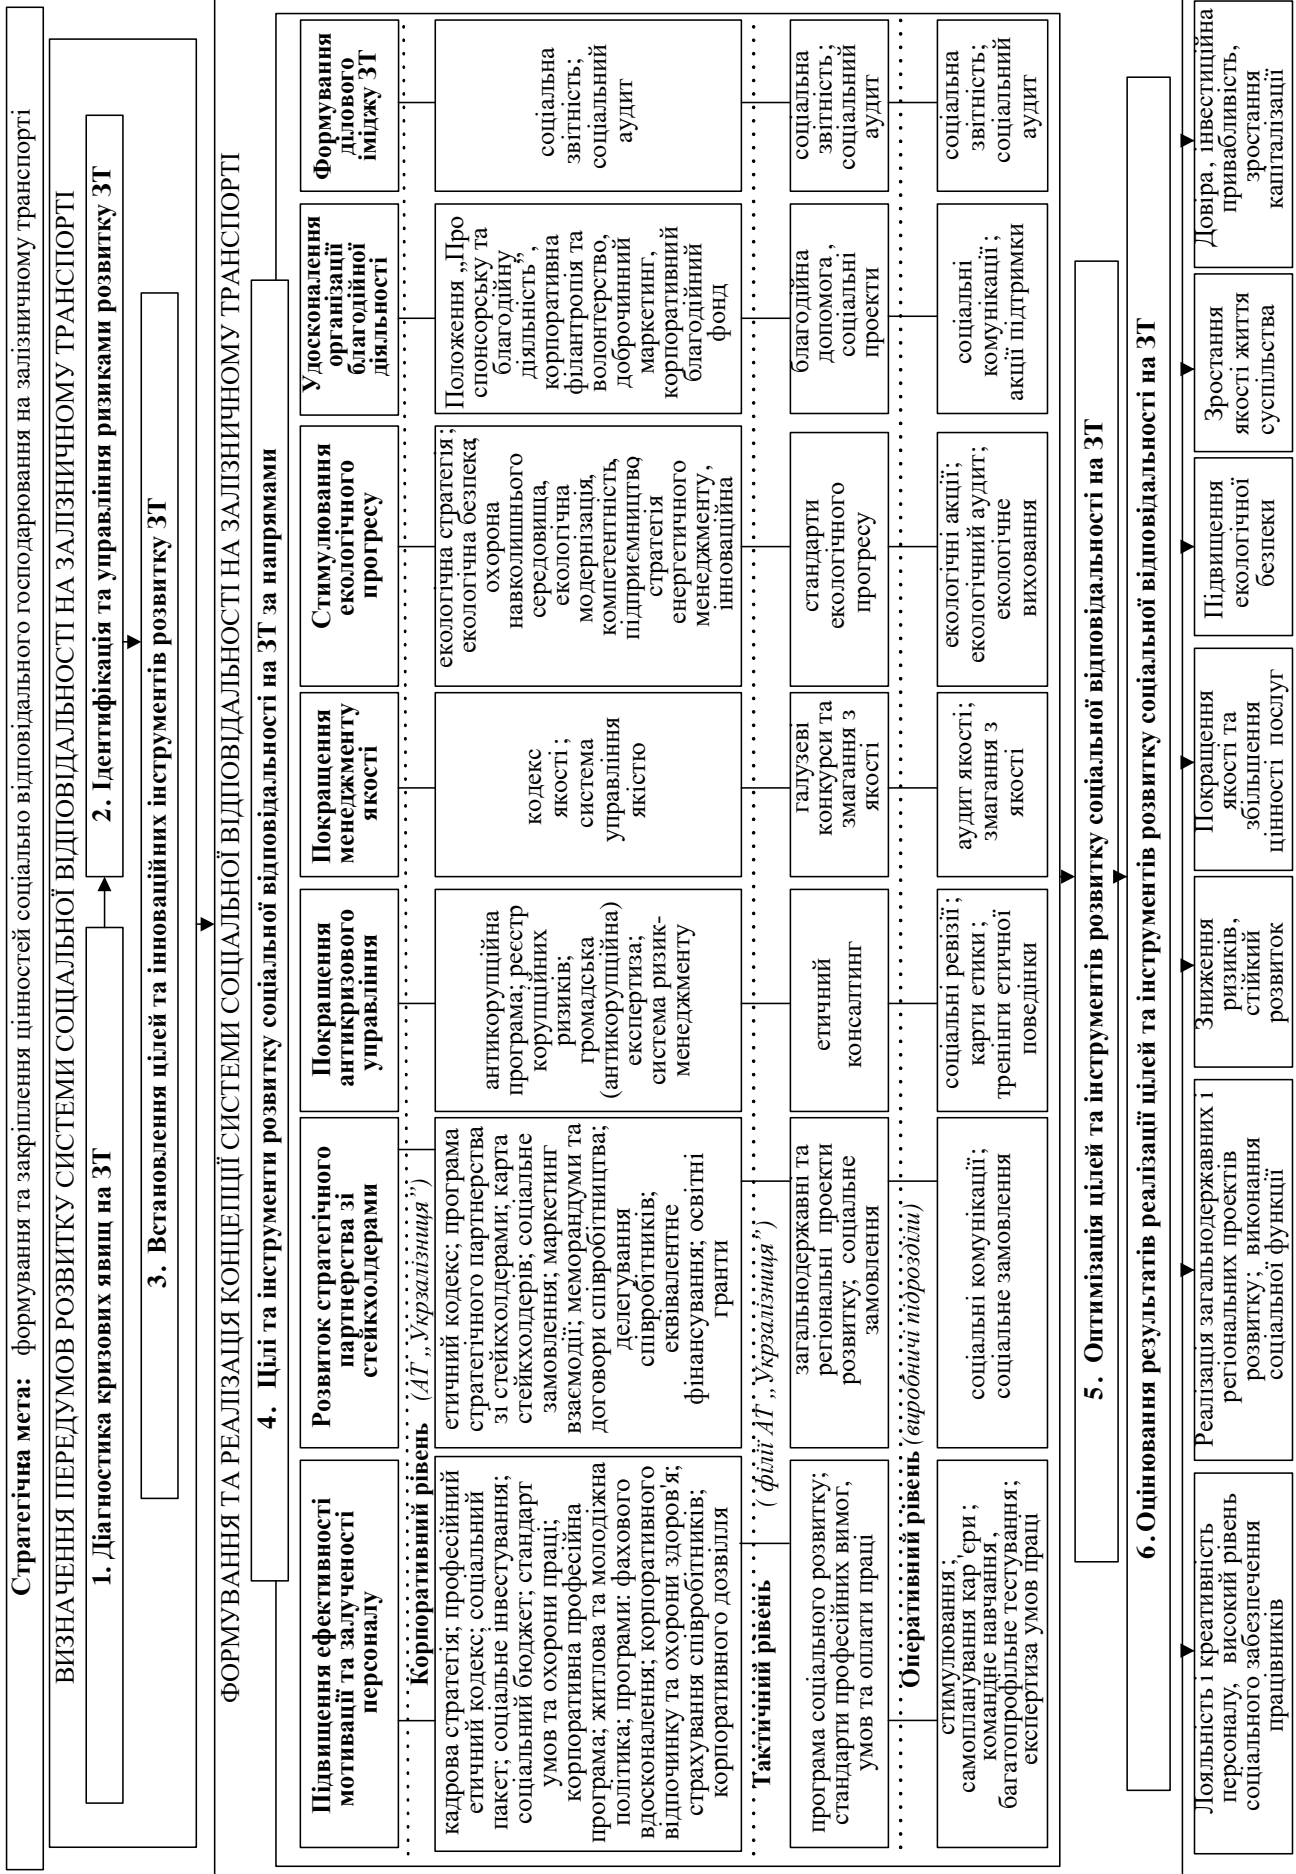 Стратегічна мета: формування та закріплення цінностей соціально відповідального господарювання на залізничному транспорті
ВИЗНАЧЕННЯ ПЕРЕДУМОВ РОЗВИТКУ СИСТЕМИ СОЦІАЛЬНОЇ ВІДПОВІДАЛЬНОСТІ НА ЗАЛІЗНИЧНОМУ ТРАНСПОРТІ
1. Діагностика кризових явищ на ЗТ
2. Ідентифікація та управління ризиками розвитку ЗТ
3. Встановлення цілей та інноваційних інструментів розвитку ЗТ
ФОРМУВАННЯ ТА РЕАЛІЗАЦІЯ КОНЦЕПЦІЇ СИСТЕМИ СОЦІАЛЬНОЇ ВІДПОВІДАЛЬНОСТІ НА ЗАЛІЗНИЧНОМУ ТРАНСПОРТІ
4. Цілі та інструменти розвитку соціальної відповідальності на ЗТ за напрямами
Підвищення ефективності
мотивації та залученості
персоналу
Розвиток стратегічного
партнерства зі
стейкхолдерами
Покращення
антикризового
управління
Покращення
менеджменту
якості
Стимулювання
екологічного
прогресу
Удосконалення
організації
благодійної
діяльності
Формування
ділового
іміджу ЗТ
Корпоративний рівень (АТ „Укрзалізниця”)
кадрова стратегія; професійний
етичний кодекс; соціальний
пакет; соціальне інвестування;
соціальний бюджет; стандарт
умов та охорони праці;
корпоративна професійна
програма; житлова та молодіжна
політика; програми: фахового
вдосконалення; корпоративного
відпочинку та охорони здоров'я;
страхування співробітників;
корпоративного дозвілля
етичний кодекс; програма
стратегічного партнерства
зі стейкхолдерами; карта
стейкхолдерів; соціальне
замовлення; маркетинг
взаємодії; меморандуми та
договори співробітництва;
делегування
співробітників;
еквівалентне
фінансування; освітні
гранти
антикорупційна
програма; реєстр
корупційних
ризиків;
громадська
(антикорупційна)
експертиза;
система ризик-
менеджменту
кодекс
якості;
система
управління
якістю
екологічна стратегія;
екологічна безпека,
охорона
навколишнього
середовища,
екологічна
модернізація,
компетентність,
підприємництво,
стратегія
енергетичного
менеджменту,
інноваційна
Положення „Про
спонсорську та
благодійну
діяльність”,
корпоративна
філантропія та
волонтерство,
доброчинний
маркетинг,
корпоративний
благодійний
фонд
соціальна
звітність;
соціальний
аудит
Тактичний рівень (філії АТ „Укрзалізниця”)
програма соціального розвитку;
стандарти професійних вимог,
умов та оплати праці
загальнодержавні та
регіональні проекти
розвитку; соціальне
замовлення
етичний
консалтинг
галузеві
конкурси та
змагання з
якості
стандарти
екологічного
прогресу
благодійна
допомога,
соціальні
проекти
соціальна
звітність;
соціальний
аудит
Оперативний рівень (виробничі підрозділи)
стимулювання;
самопланування кар'єри;
командне навчання,
багатопрофільне тестування;
експертиза умов праці
соціальні комунікації;
соціальне замовлення
соціальні ревізії;
карти етики;
тренінги етичної
поведінки
аудит якості;
змагання з
якості
екологічні акції;
екологічний аудит;
екологічне
виховання
соціальні
комунікації;
акції підтримки
соціальна
звітність;
соціальний
аудит
5. Оптимізація цілей та інструментів розвитку соціальної відповідальності на ЗТ
6. Оцінювання результатів реалізації цілей та інструментів розвитку соціальної відповідальності на ЗТ
Лояльність і креативність
персоналу, високий рівень
соціального забезпечення
працівників
Реалізація загальнодержавних і
регіональних проектів
розвитку; виконання
соціальної функції
Зниження
ризиків,
стійкий
розвиток
Покращення
якості та
збільшення
цінності послуг
Підвищення
екологічної
безпеки
Зростання
якості життя
суспільства
Довіра, інвестиційна
привабливість,
зростання
капіталізації